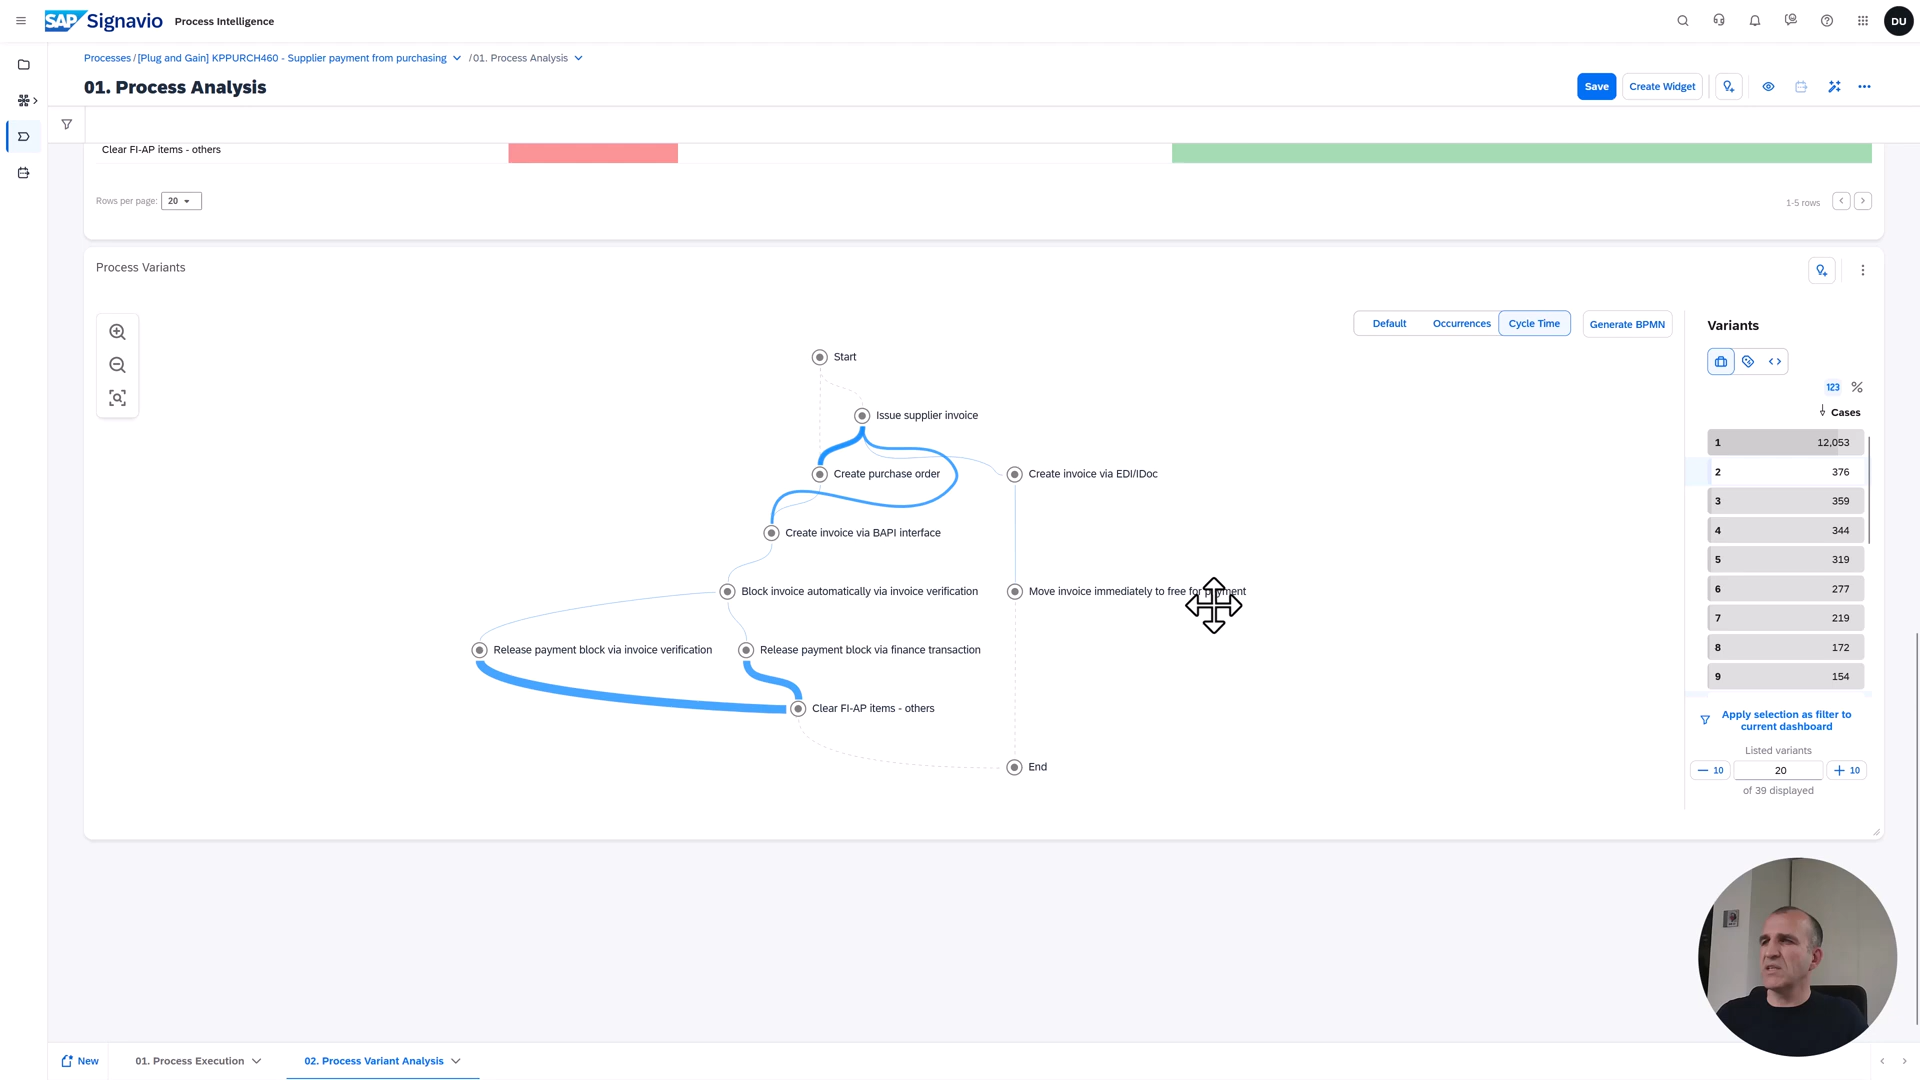 SAP Signavio Process Intelligence DU
Processes / [Plug and Gain] KPPURCH460 - Supplier payment from purchasing / 01. Process Analysis
01. Process Analysis
Save Create Widget
Clear FI-AP items - others
Rows per page: 20 1-5 rows
Process Variants
Default Occurrences Cycle Time Generate BPMN
Variants
123 %
Cases
Start
Issue supplier invoice
Create purchase order
Create invoice via EDI/IDoc
Create invoice via BAPI interface
Block invoice automatically via invoice verification
Move invoice immediately to free for payment
Release payment block via invoice verification
Release payment block via finance transaction
Clear FI-AP items - others
End
1 12,053
2 376
3 359
4 344
5 319
6 277
7 219
8 172
9 154
Apply selection as filter to
current dashboard
Listed variants
— 10 20 + 10
of 39 displayed
New 01. Process Execution 02. Process Variant Analysis